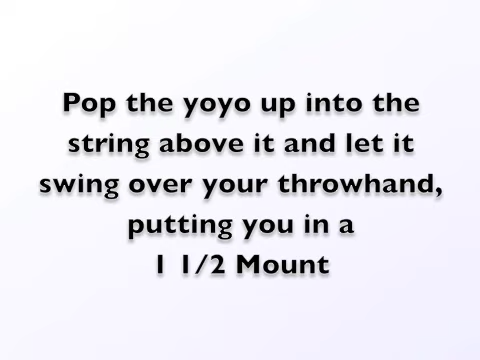 Pop the yoyo up into the
string above it and let it
swing over your throwhand,
putting you in a
1 1/2 Mount